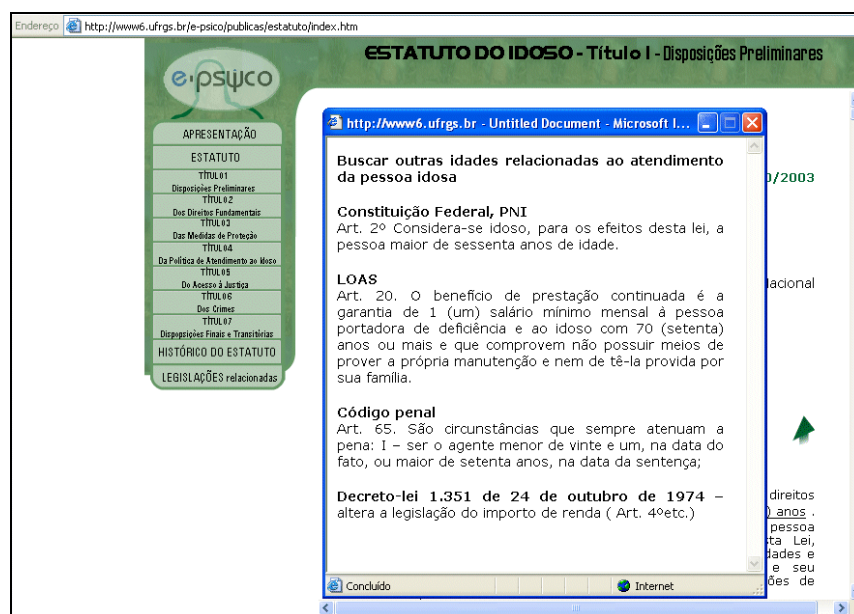 Endereço http://www6.ufrgs.br/e-psico/publicas/estatuto/index.htm
ESTATUTO DO IDOSO - Título I - Disposições Preliminares
e-psico
APRESENTAÇÃO
ESTATUTO
TÍTUL01
Disposições Preliminares
TÍTUL02
Dos Direitos Fundamentais
TÍTUL03
Das Medidas de Proteção
TÍTUL04
Da Política de Atendimento ao Idoso
TÍTUL05
Do Acesso à Justiça
TÍTUL06
Dos Crimes
TÍTUL07
Dispopsições Finais e Transitórias
HISTÓRICO DO ESTATUTO
LEGISLAÇÕES relacionadas
http://www6.ufrgs.br - Untitled Document - Microsoft I...
Buscar outras idades relacionadas ao atendimento
da pessoa idosa
Constituição Federal, PNI
Art. 2º Considera-se idoso, para os efeitos desta lei, a
pessoa maior de sessenta anos de idade.
LOAS
Art. 20. O benefício de prestação continuada é a
garantia de 1 (um) salário mínimo mensal à pessoa
portadora de deficiência e ao idoso com 70 (setenta)
anos ou mais e que comprovem não possuir meios de
prover a própria manutenção e nem de tê-la provida por
sua família.
Código penal
Art. 65. São circunstâncias que sempre atenuam a
pena: I – ser o agente menor de vinte e um, na data do
fato, ou maior de setenta anos, na data da sentença;
Decreto-lei 1.351 de 24 de outubro de 1974 –
altera a legislação do importo de renda ( Art. 4ºetc.)
Concluído
Internet
0/2003
acional
direitos
) anos .
pessoa
sta Lei,
dades e
e seu
ões de